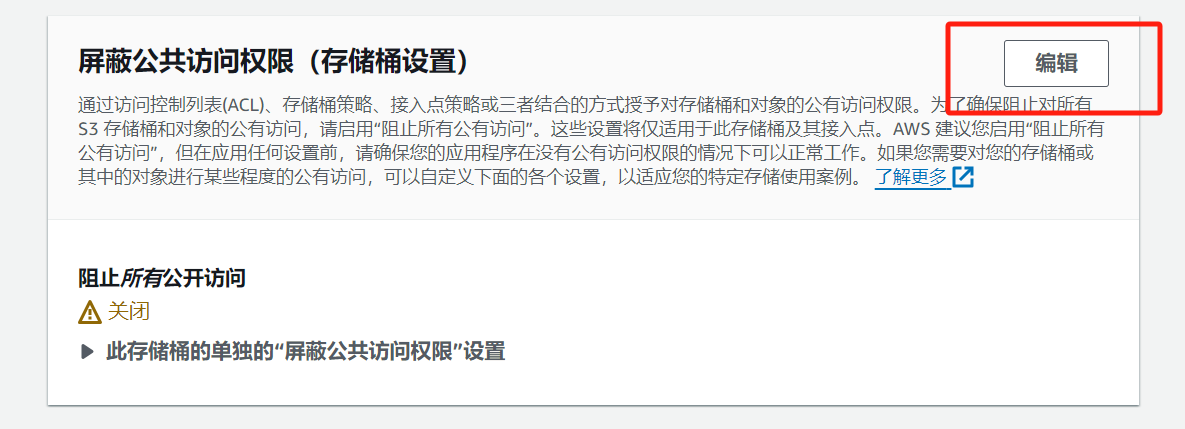 屏蔽公共访问权限（存储桶设置）
编辑
通过访问控制列表(ACL)、存储桶策略、接入点策略或三者结合的方式授予对存储桶和对象的公有访问权限。为了确保阻止对所有
S3 存储桶和对象的公有访问，请启用“阻止所有公有访问”。这些设置将仅适用于此存储桶及其接入点。AWS 建议您启用“阻止所有
公有访问”，但在应用任何设置前，请确保您的应用程序在没有公有访问权限的情况下可以正常工作。如果您需要对您的存储桶或
其中的对象进行某些程度的公有访问，可以自定义下面的各个设置，以适应您的特定存储使用案例。 了解更多
阻止所有公开访问
关闭
此存储桶的单独的“屏蔽公共访问权限”设置